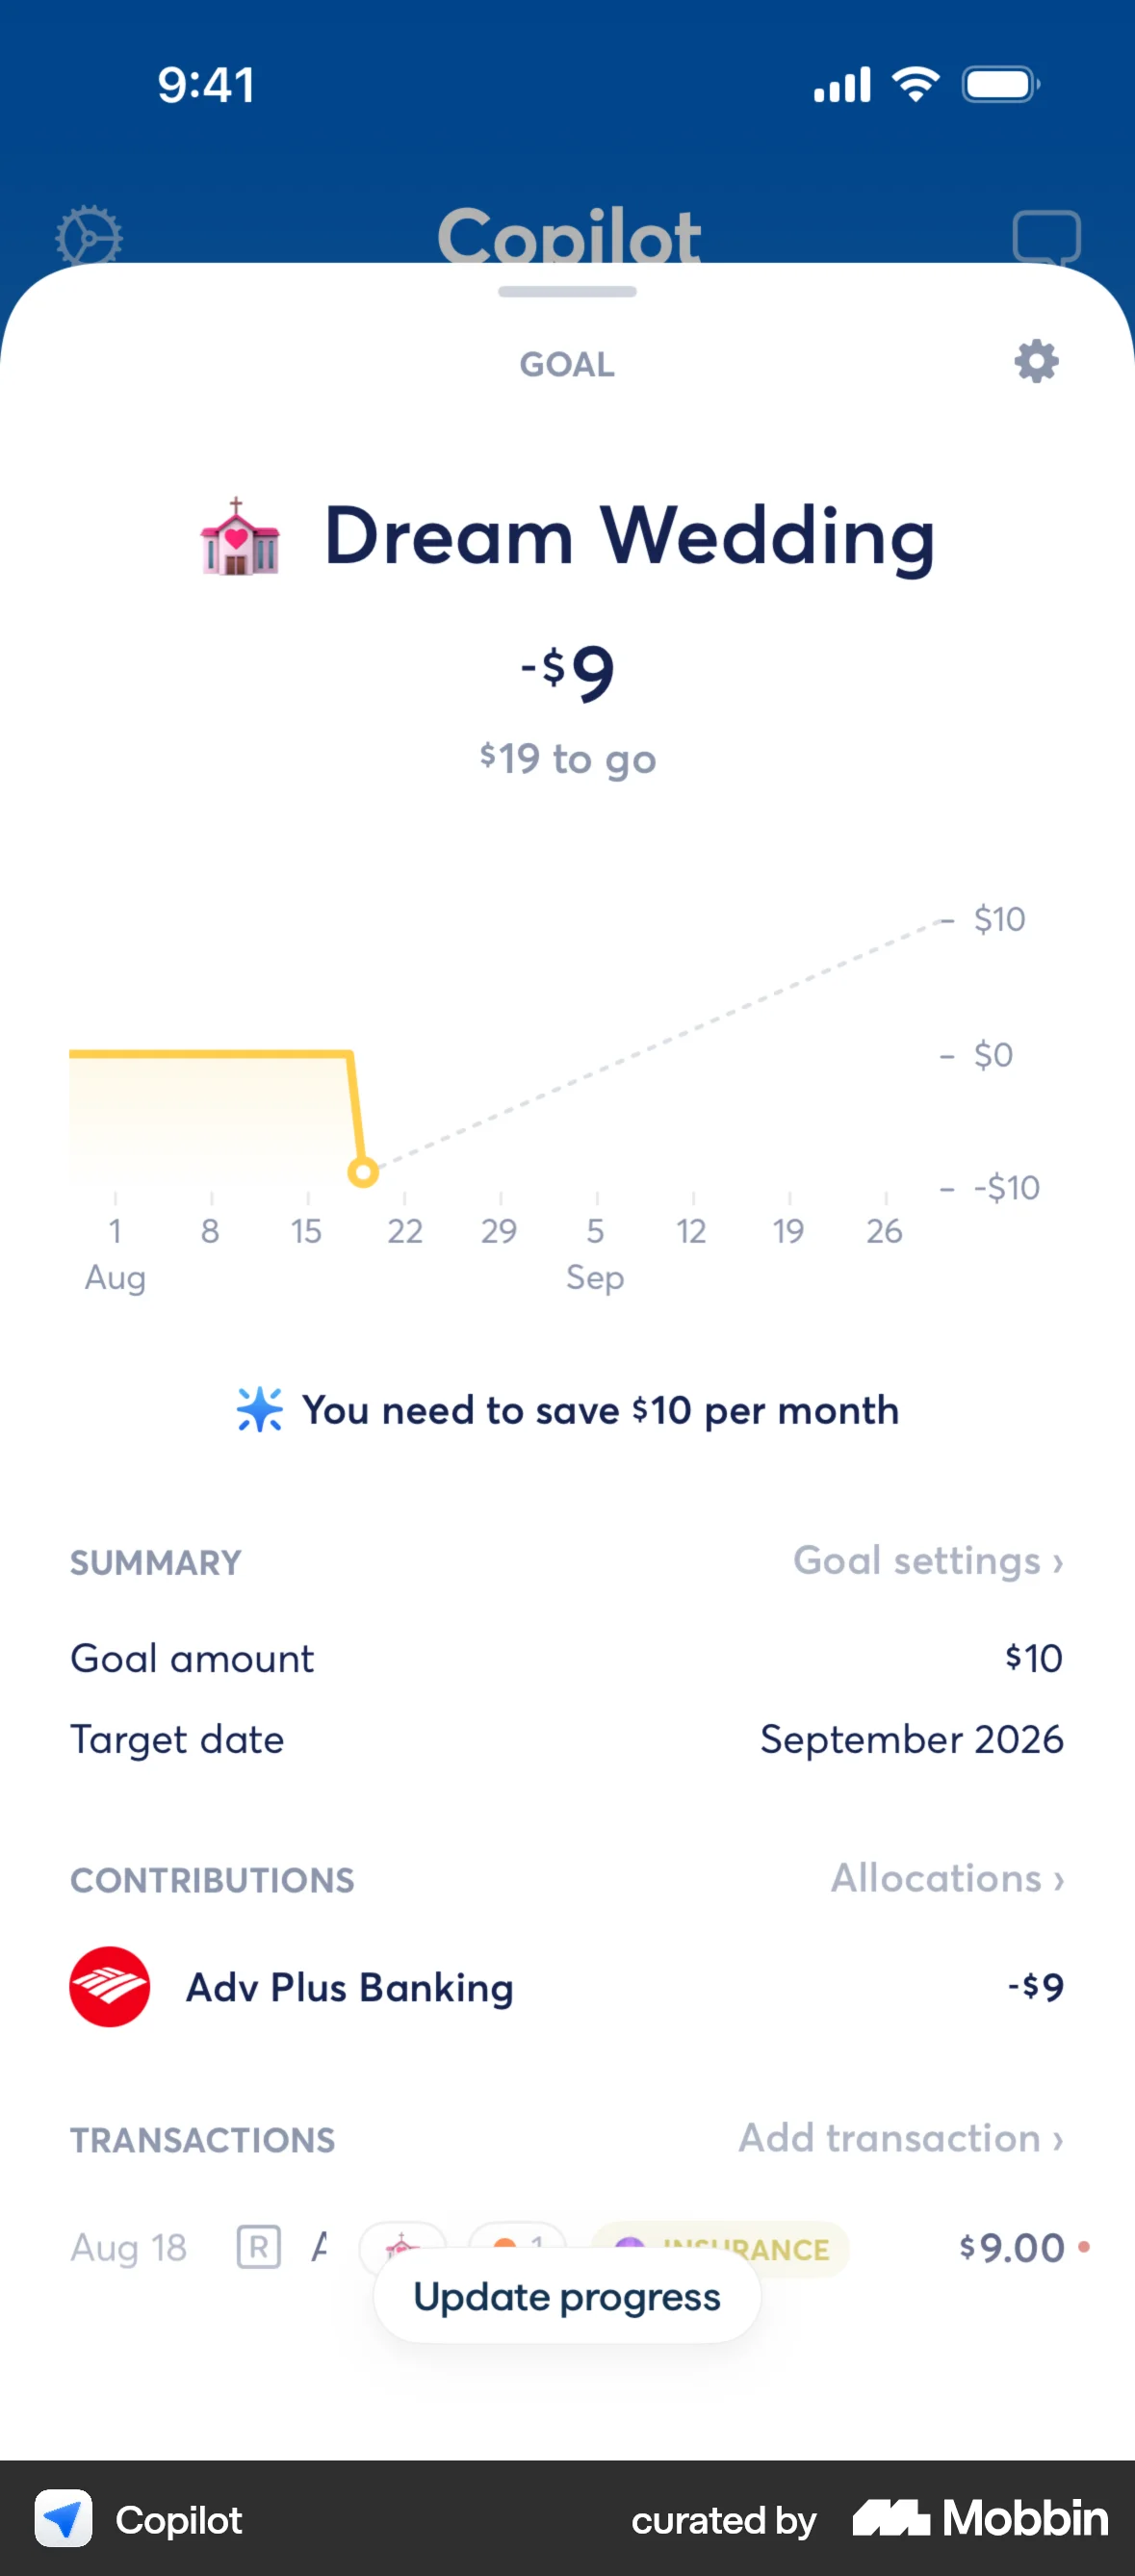 9:41
Copilot
GOAL
Dream Wedding
-$9
$19 to go
$10
$0
-$10
1 8 15 22 29 5 12 19 26
Aug Sep
You need to save $10 per month
SUMMARY Goal settings ›
Goal amount $10
Target date September 2026
CONTRIBUTIONS Allocations ›
Adv Plus Banking -$9
TRANSACTIONS Add transaction ›
Aug 18 R 1 INSURANCE $9.00
Update progress
Copilot curated by Mobbin